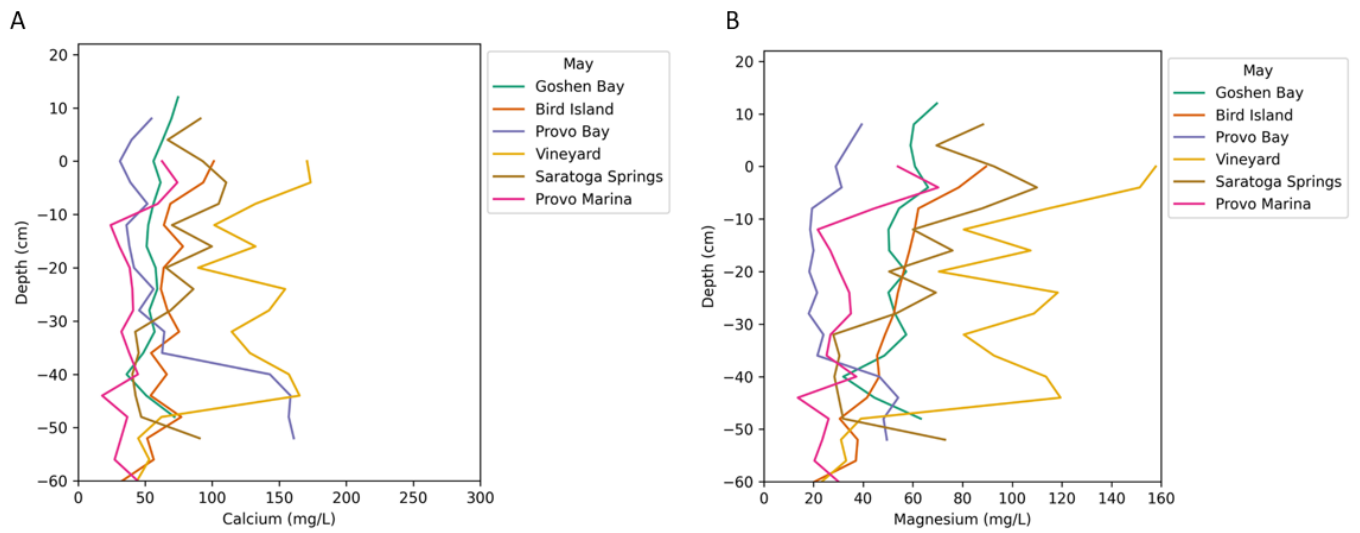 A
20
10
0
−10
−20
−30
−40
−50
−60
Depth (cm)
0 50 100 150 200 250 300
Calcium (mg/L)
May
Goshen Bay
Bird Island
Provo Bay
Vineyard
Saratoga Springs
Provo Marina
B
20
10
0
−10
−20
−30
−40
−50
−60
Depth (cm)
0 20 40 60 80 100 120 140 160
Magnesium (mg/L)
May
Goshen Bay
Bird Island
Provo Bay
Vineyard
Saratoga Springs
Provo Marina